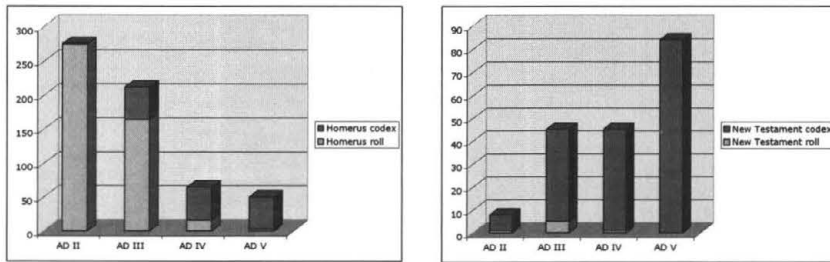 300
250
200
150
100
50
0
AD II AD III AD IV AD V
Homerus codex
Homerus roll
90
80
70
60
50
40
30
20
10
0
AD II AD III AD IV AD V
New Testament codex
New Testament roll